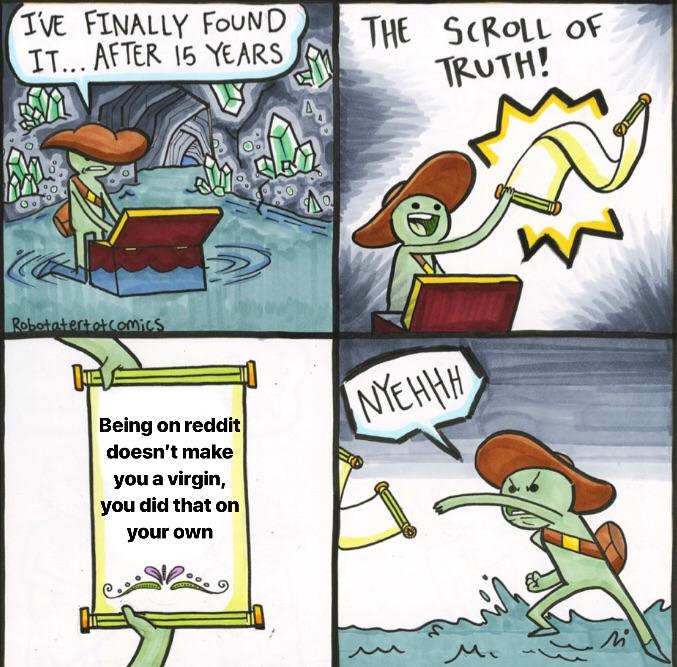 I'VE FINALLY FOUND
IT... AFTER 15 YEARS
THE SCROLL OF
TRUTH!
Robotatertotcomics
Being on reddit
doesn't make
you a virgin,
you did that on
your own
NYEHHH